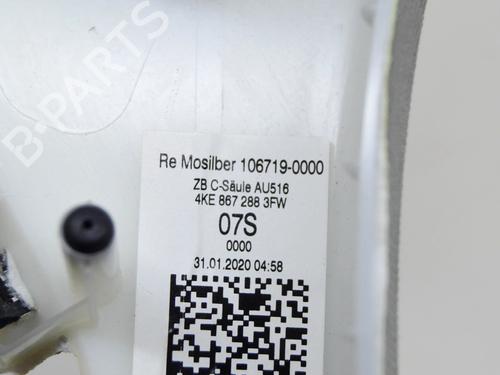 B-PARTS
Re Mosilber 106719-0000
ZB C-Säule AU516
4KE 867 288 3FW
07S
0000
31.01.2020 04:58